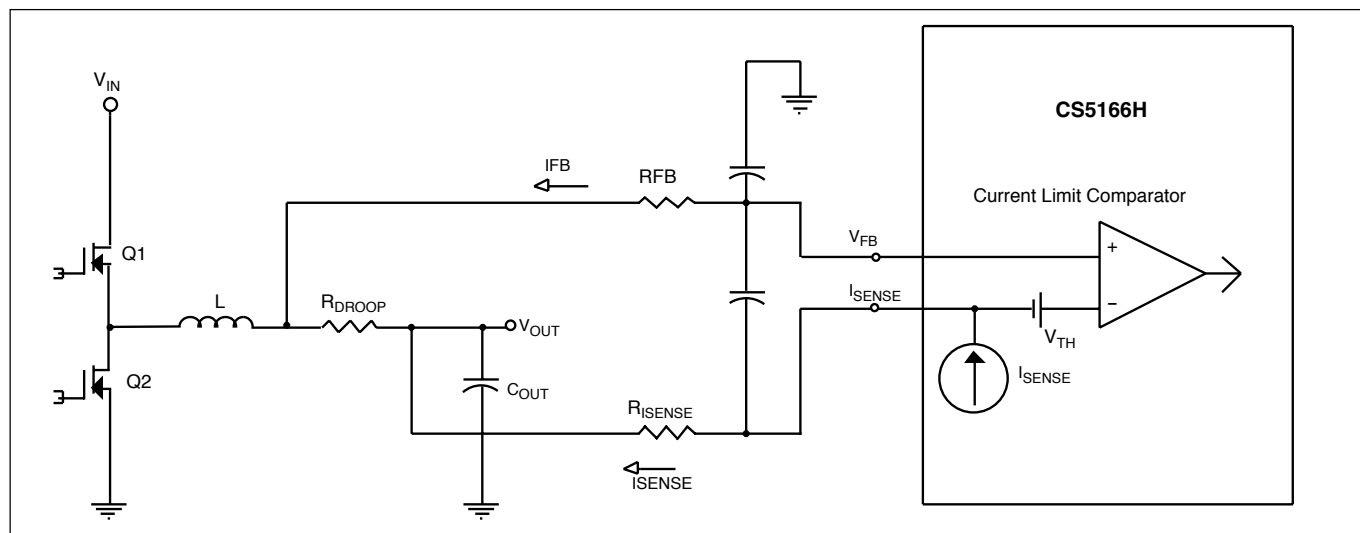 V_IN
CS5166H
IFB
RFB
Current Limit Comparator
V_FB
+
Q1
I_SENSE
L
R_DROOP
V_OUT
−
V_TH
Q2
C_OUT
R_ISENSE
I_SENSE
ISENSE